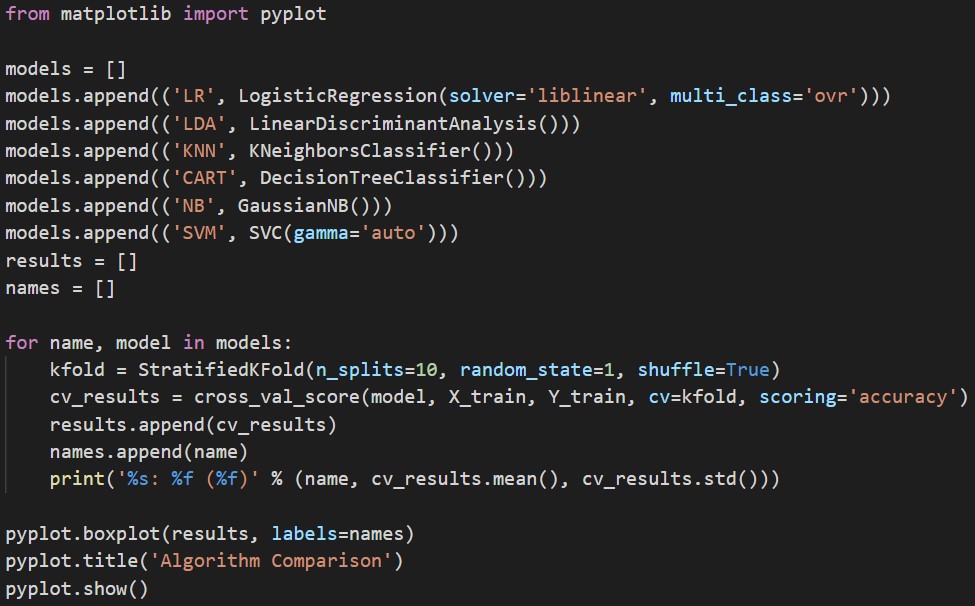 from matplotlib import pyplot
models = []
models.append(('LR', LogisticRegression(solver='liblinear', multi_class='ovr')))
models.append(('LDA', LinearDiscriminantAnalysis()))
models.append(('KNN', KNeighborsClassifier()))
models.append(('CART', DecisionTreeClassifier()))
models.append(('NB', GaussianNB()))
models.append(('SVM', SVC(gamma='auto')))
results = []
names = []
for name, model in models:
    kfold = StratifiedKFold(n_splits=10, random_state=1, shuffle=True)
    cv_results = cross_val_score(model, X_train, Y_train, cv=kfold, scoring='accuracy')
    results.append(cv_results)
    names.append(name)
    print('%s: %f (%f)' % (name, cv_results.mean(), cv_results.std()))
pyplot.boxplot(results, labels=names)
pyplot.title('Algorithm Comparison')
pyplot.show()